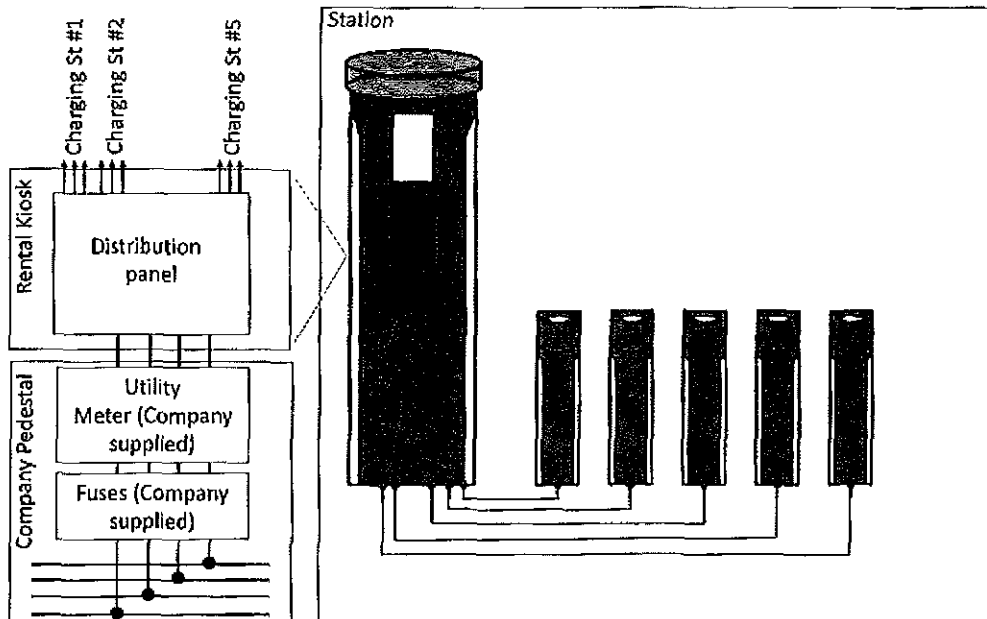 Station
Charging St #1
Charging St #2
Charging St #5
Rental Kiosk
Distribution
panel
Company Pedestal
Utility
Meter (Company
supplied)
Fuses (Company
supplied)